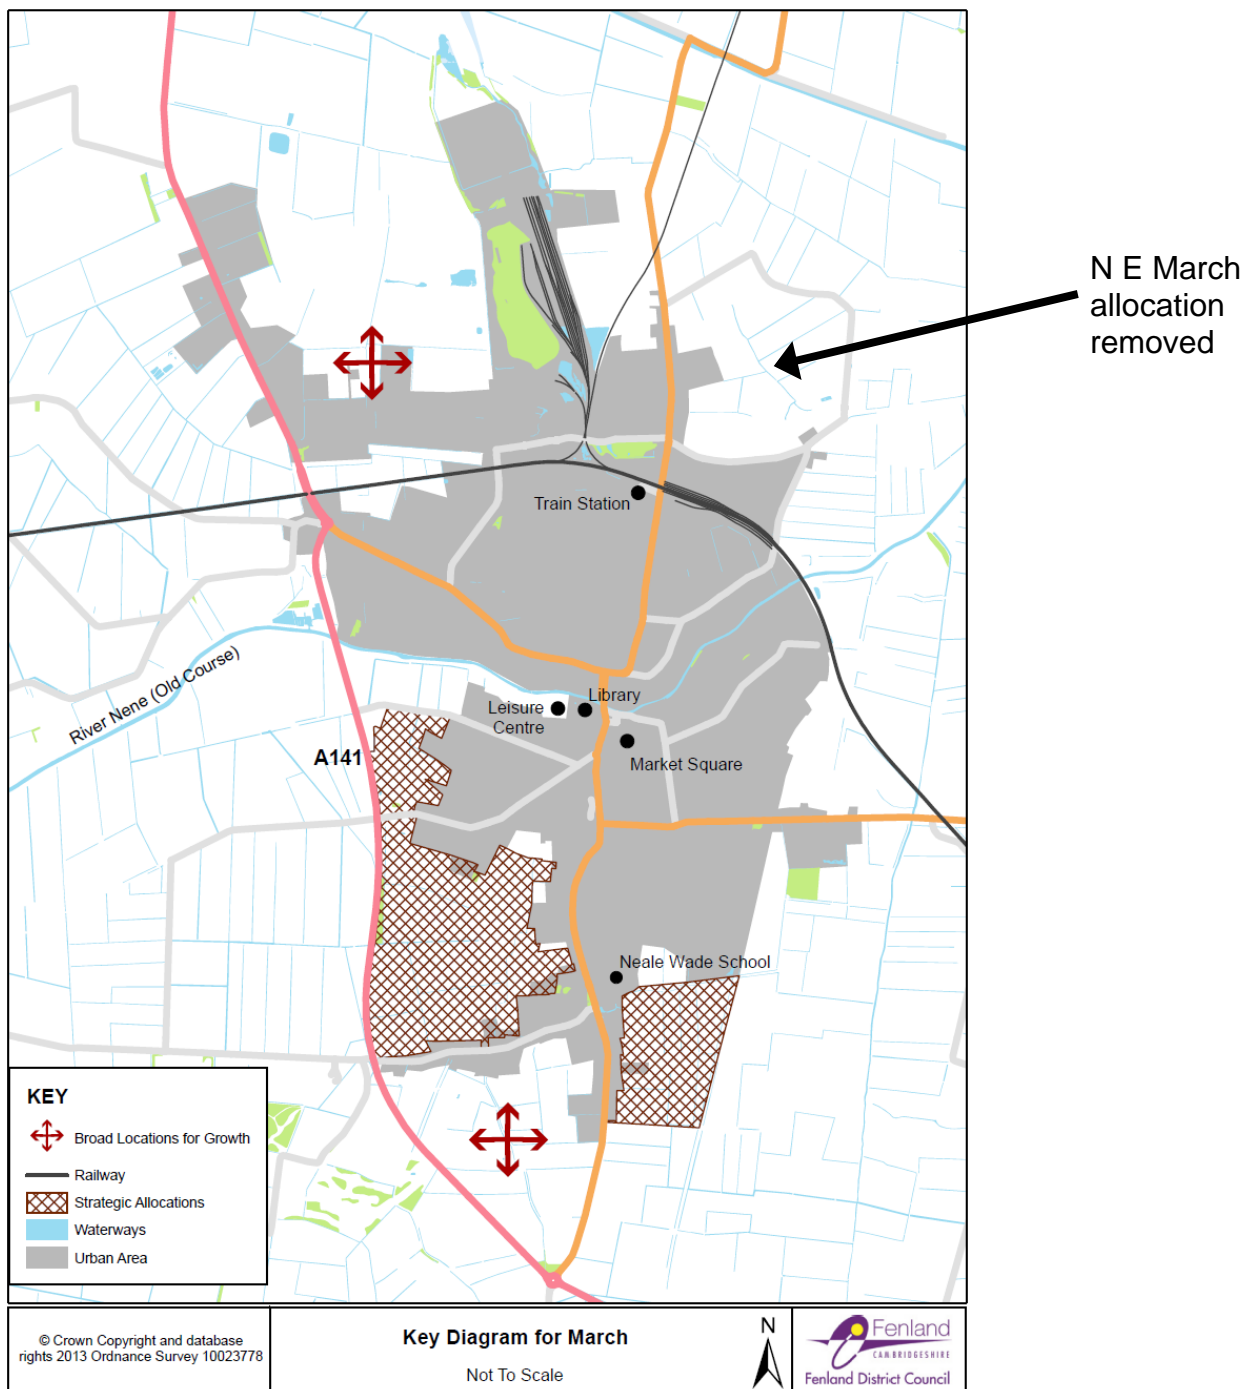 N E March
allocation
removed
Train Station
River Nene (Old Course)
Library
Leisure
Centre
Market Square
A141
Neale Wade School
KEY
Broad Locations for Growth
Railway
Strategic Allocations
Waterways
Urban Area
© Crown Copyright and database
rights 2013 Ordnance Survey 10023778
Key Diagram for March
Not To Scale
N
Fenland
CAMBRIDGESHIRE
Fenland District Council